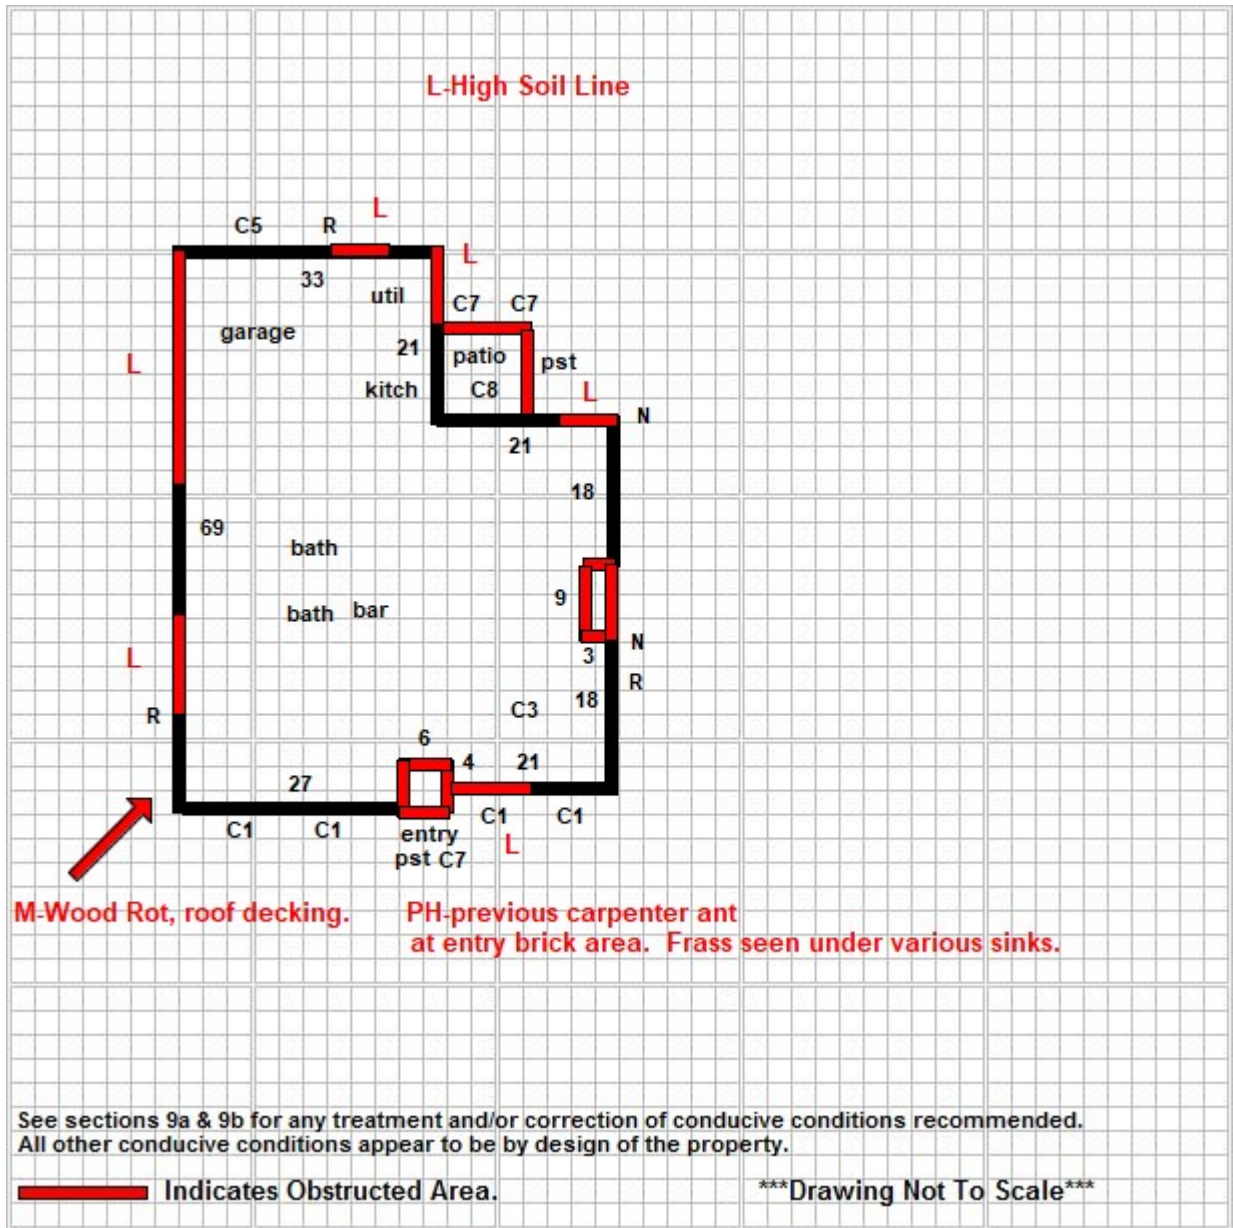 L-High Soil Line
L
C5 R
L
33
util
C7 C7
garage
21 patio pst
L
kitch C8 L
N
21
18
69
bath
9
bath bar
L
3 N
R
18
C3
R
6
4 21
27
C1 C1
C1 C1
entry
L
pst C7
M-Wood Rot, roof decking.
PH-previous carpenter ant
at entry brick area. Frass seen under various sinks.
See sections 9a & 9b for any treatment and/or correction of conducive conditions recommended.
All other conducive conditions appear to be by design of the property.
Indicates Obstructed Area.
***Drawing Not To Scale***